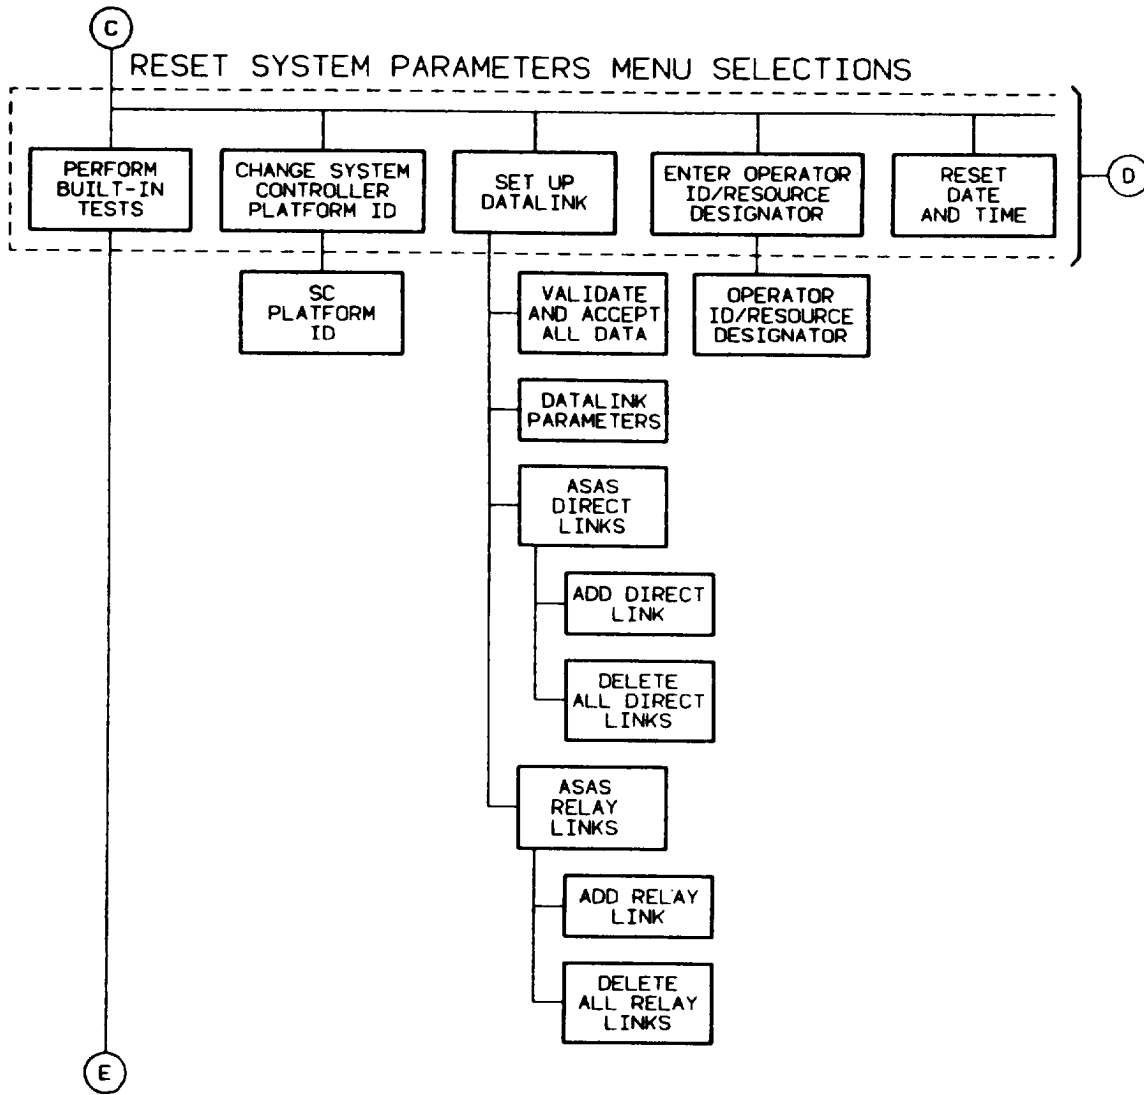 C
RESET SYSTEM PARAMETERS MENU SELECTIONS
PERFORM
BUILT-IN
TESTS
CHANGE SYSTEM
CONTROLLER
PLATFORM ID
SET UP
DATALINK
ENTER OPERATOR
ID/RESOURCE
DESIGNATOR
RESET
DATE
AND TIME
D
SC
PLATFORM
ID
VALIDATE
AND ACCEPT
ALL DATA
OPERATOR
ID/RESOURCE
DESIGNATOR
DATALINK
PARAMETERS
ASAS
DIRECT
LINKS
ADD DIRECT
LINK
DELETE
ALL DIRECT
LINKS
ASAS
RELAY
LINKS
ADD RELAY
LINK
DELETE
ALL RELAY
LINKS
E